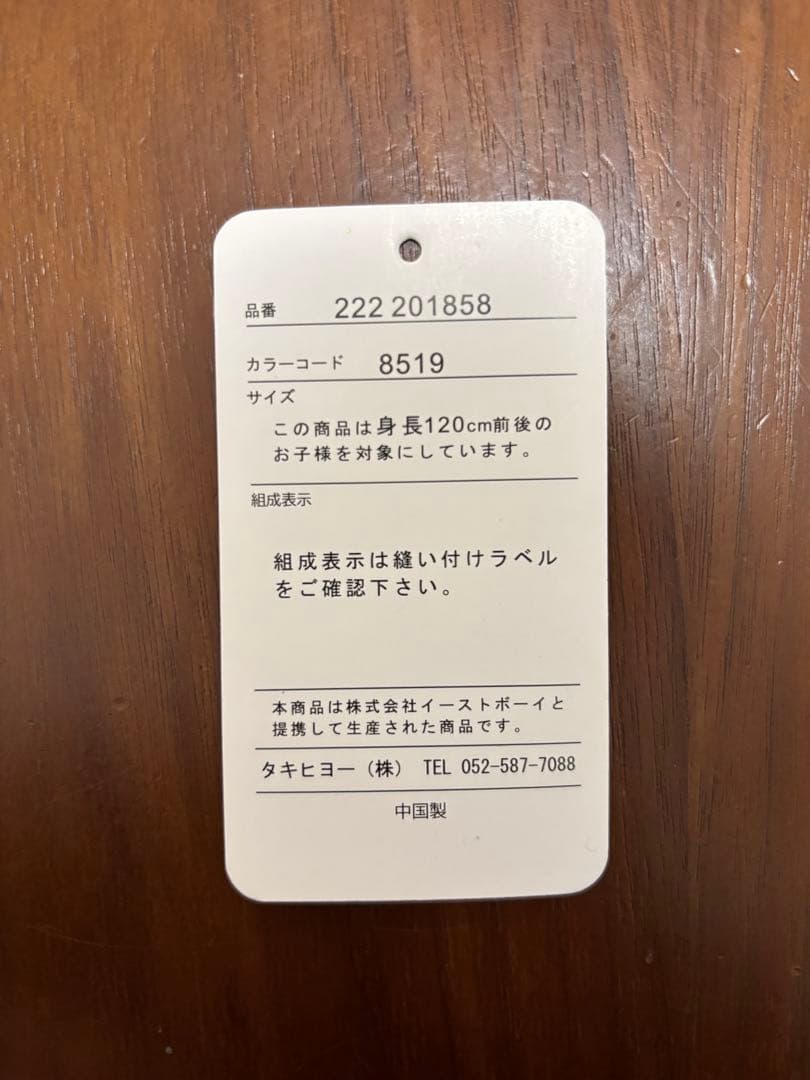 品番 222 201858
カラーコード 8519
サイズ
この商品は身長120cm前後の
お子様を対象にしています。
組成表示
組成表示は縫い付けラベル
をご確認下さい。
本商品は株式会社イーストボーイと
提携して生産された商品です。
タキヒヨー（株） TEL 052-587-7088
中国製